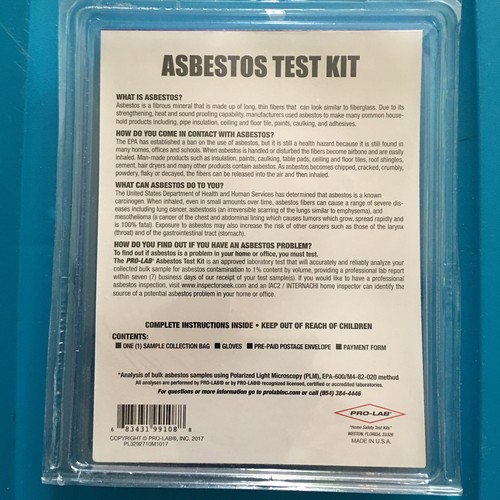 ASBESTOS TEST KIT
WHAT IS ASBESTOS?
Asbestos is a fibrous mineral that is made up of long, thin fibers that can look similar to fiberglass. Due to its
strengthening, heat and sound proofing capability, manufacturers used asbestos to make many common house-
hold products including, pipe insulation, ceiling and floor tile, paints, caulking, and adhesives.
HOW DO YOU COME IN CONTACT WITH ASBESTOS?
The EPA has established a ban on the use of asbestos, but it is still a health hazard because it is still found in
many homes, offices and schools. When asbestos is handled or disturbed the fibers become airborne and are easily
inhaled. Man-made products such as insulation, paints, caulking, table pads, ceiling and floor tiles, roof shingles,
cement, hair dryers and many other products contain asbestos. As asbestos becomes chipped, cracked, crumbly,
powdery, flaky or decayed, the fibers can be released into the air and then inhaled.
WHAT CAN ASBESTOS DO TO YOU?
The United States Department of Health and Human Services has determined that asbestos is a known
carcinogen. When inhaled, even in small amounts over time, asbestos fibers can cause a range of severe dis-
eases including lung cancer, asbestosis (an irreversible scarring of the lungs similar to emphysema), and
mesothelioma (a cancer of the chest and abdominal lining which causes tumors which grow, spread rapidly and
is 100% fatal). Exposure to asbestos may also increase the risk of other cancers such as those of the larynx
(throat) and of the gastrointestinal tract (stomach).
HOW DO YOU FIND OUT IF YOU HAVE AN ASBESTOS PROBLEM?
To find if asbestos is a problem in your home or office, you must test.
The PRO-LAB® Asbestos Test Kit is an approved laboratory test that will accurately and reliably analyze your
collected bulk sample for asbestos contamination to 1% content by volume, providing a professional lab report
within seven (7) business days of our receipt of your test sample(s). If you would like to have a professional
asbestos inspection, visit www.inspectorseek.com and an IAC2 / INTERNACHI home inspector can identify the
source of a potential asbestos problem in your home or office.
COMPLETE INSTRUCTIONS INSIDE • KEEP OUT OF REACH OF CHILDREN
CONTENTS:
■ ONE (1) SAMPLE COLLECTION BAG ■ GLOVES ■ PRE-PAID POSTAGE ENVELOPE ■ PAYMENT FORM
*Analysis of bulk asbestos samples using Polarized Light Microscopy (PLM), EPA-600/M4-82-020 method
All analyses are performed by PRO-LAB® or by PRO-LAB® recognized licensed, certified or accredited laboratories.
For questions or more information go to prolabinc.com or call (954) 384-4446
6 83431 99108 8
COPYRIGHT © PRO-LAB®, INC. 2017
PL3292710M1017
PRO-LAB®
"Home Safety Test Kits"
WESTON, FLORIDA, 33326
MADE IN U.S.A.